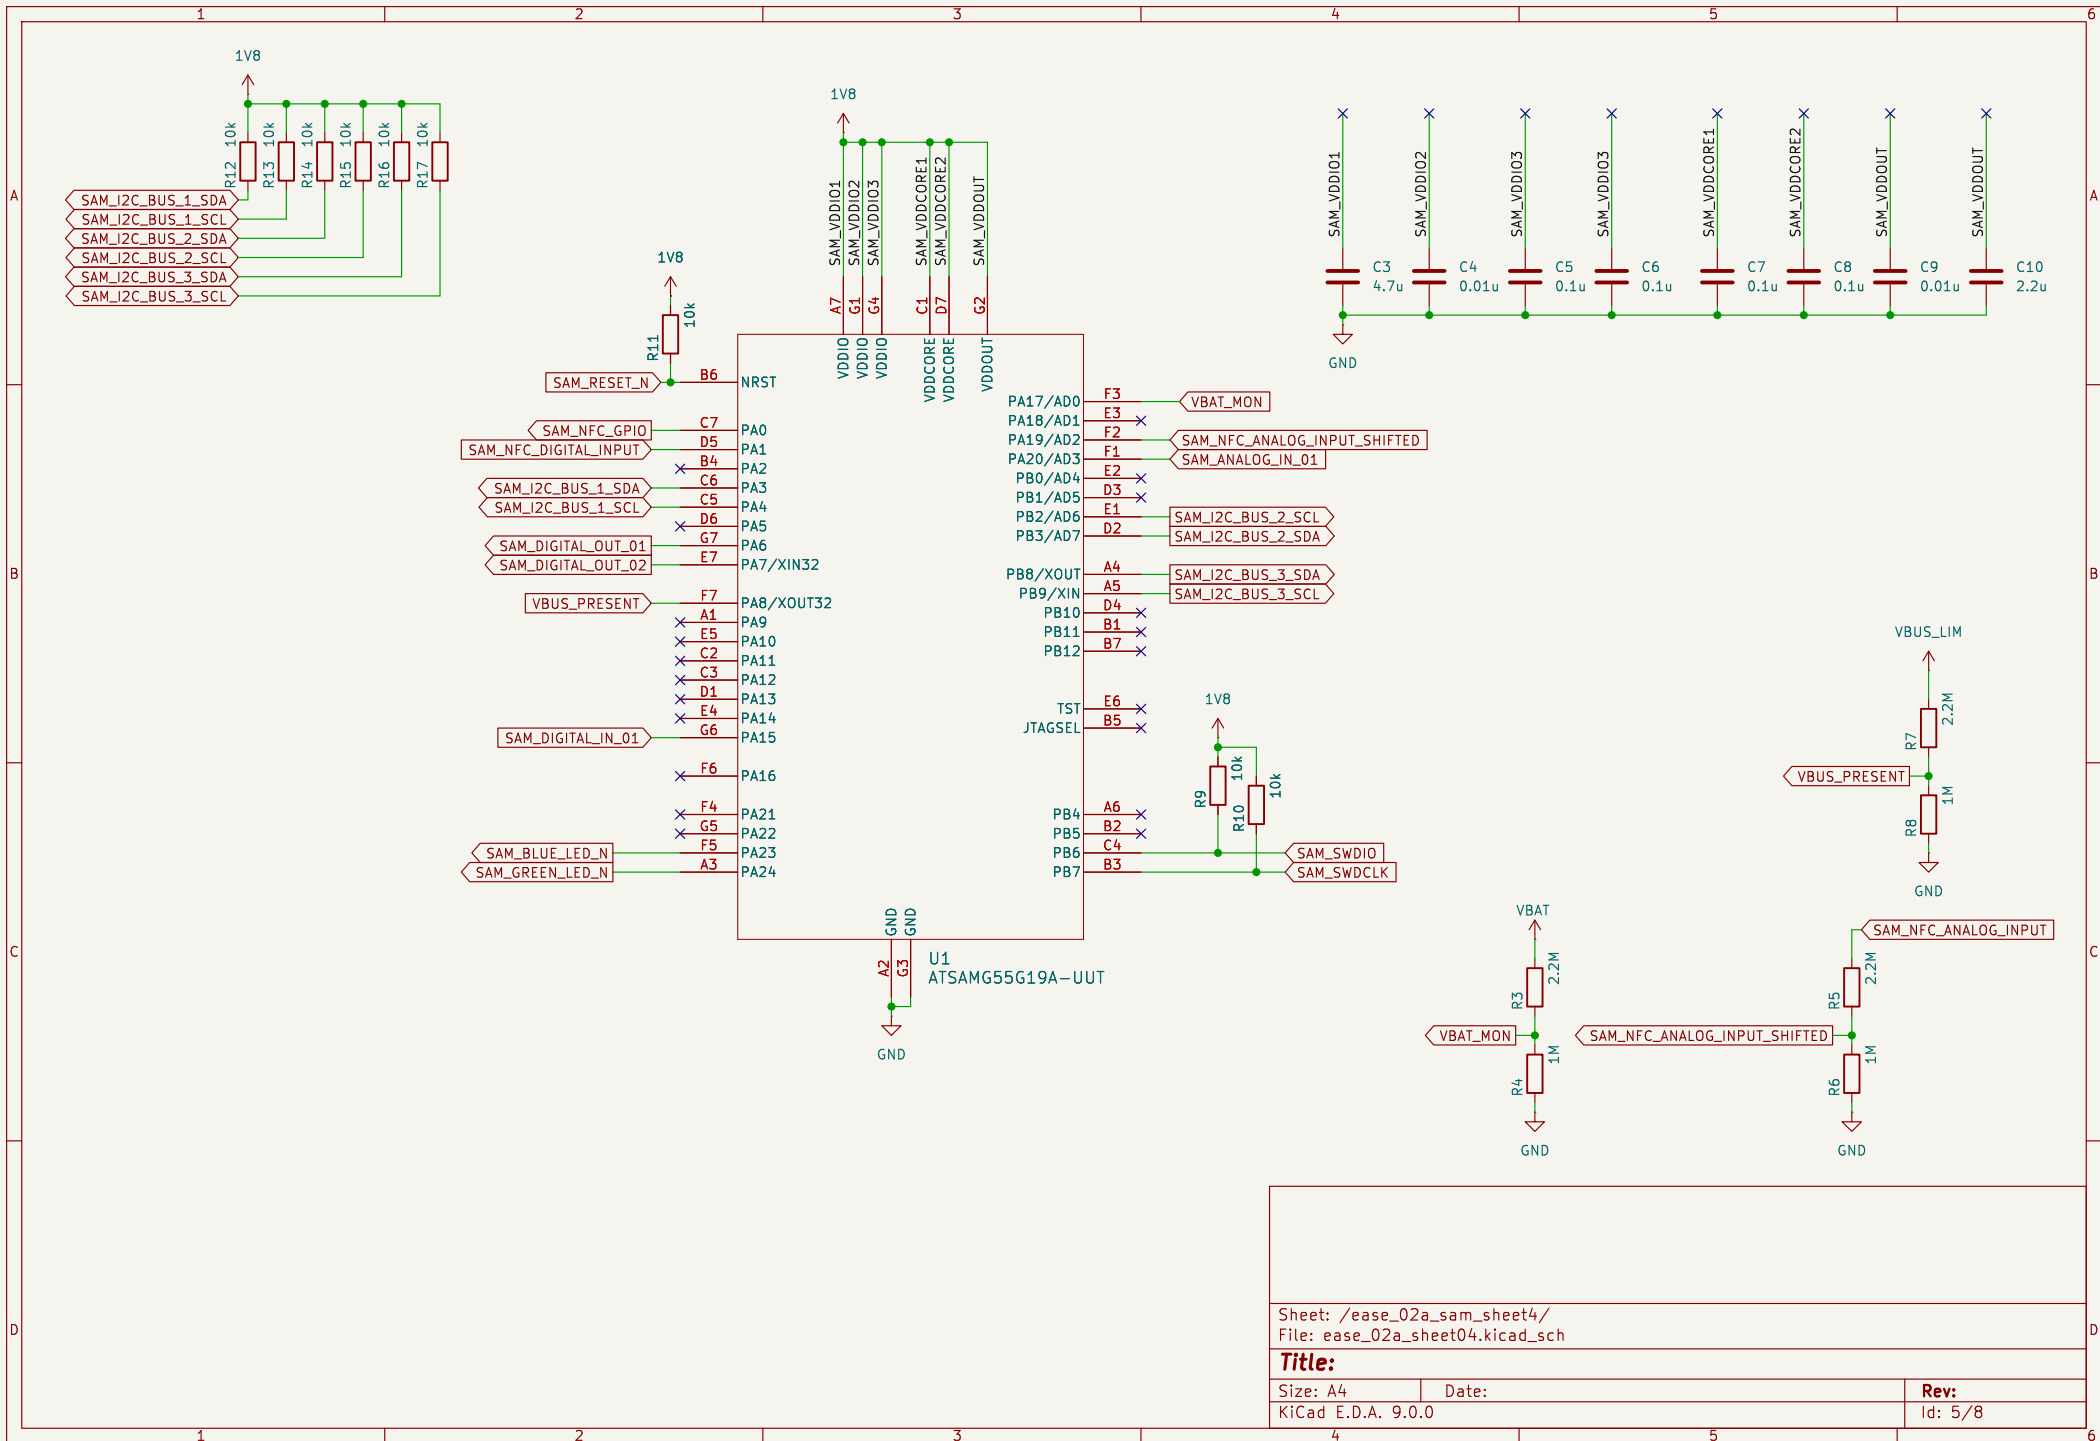 1 2 3 4 5 6
A
B
C
D
A
B
C
D
1 2 3 4 5 6
1V8
R12 10k
R13 10k
R14 10k
R15 10k
R16 10k
R17 10k
SAM_I2C_BUS_1_SDA
SAM_I2C_BUS_1_SCL
SAM_I2C_BUS_2_SDA
SAM_I2C_BUS_2_SCL
SAM_I2C_BUS_3_SDA
SAM_I2C_BUS_3_SCL
1V8
SAM_VDDIO1
SAM_VDDIO2
SAM_VDDIO3
SAM_VDDCORE1
SAM_VDDCORE2
SAM_VDDOUT
A7 VDDIO
G1 VDDIO
G4 VDDIO
C1 VDDCORE
D7 VDDCORE
G2 VDDOUT
1V8
R11 10k
SAM_RESET_N B6 NRST
SAM_NFC_GPIO C7 PA0
SAM_NFC_DIGITAL_INPUT D5 PA1
B4 PA2
SAM_I2C_BUS_1_SDA C6 PA3
SAM_I2C_BUS_1_SCL C5 PA4
D6 PA5
SAM_DIGITAL_OUT_01 G7 PA6
SAM_DIGITAL_OUT_02 E7 PA7/XIN32
VBUS_PRESENT F7 PA8/XOUT32
A1 PA9
E5 PA10
C2 PA11
C3 PA12
D1 PA13
E4 PA14
SAM_DIGITAL_IN_01 G6 PA15
F6 PA16
F4 PA21
G5 PA22
SAM_BLUE_LED_N F5 PA23
SAM_GREEN_LED_N A3 PA24
PA17/AD0 F3 VBAT_MON
PA18/AD1 E3
PA19/AD2 F2 SAM_NFC_ANALOG_INPUT_SHIFTED
PA20/AD3 F1 SAM_ANALOG_IN_01
PB0/AD4 E2
PB1/AD5 D3
PB2/AD6 E1 SAM_I2C_BUS_2_SCL
PB3/AD7 D2 SAM_I2C_BUS_2_SDA
PB8/XOUT A4 SAM_I2C_BUS_3_SDA
PB9/XIN A5 SAM_I2C_BUS_3_SCL
PB10 D4
PB11 B1
PB12 B7
TST E6
JTAGSEL B5
1V8
R9 10k
R10 10k
PB4 A6
PB5 B2
PB6 C4 SAM_SWDIO
PB7 B3 SAM_SWDCLK
GND A2
GND G3
U1
ATSAMG55G19A-UUT
GND
SAM_VDDIO1
C3
4.7u
SAM_VDDIO2
C4
0.01u
SAM_VDDIO3
C5
0.1u
SAM_VDDIO3
C6
0.1u
SAM_VDDCORE1
C7
0.1u
SAM_VDDCORE2
C8
0.1u
SAM_VDDOUT
C9
0.01u
SAM_VDDOUT
C10
2.2u
GND
VBUS_LIM
R7 2.2M
VBUS_PRESENT
R8 1M
GND
VBAT
R3 2.2M
VBAT_MON
R4 1M
GND
SAM_NFC_ANALOG_INPUT
R5 2.2M
SAM_NFC_ANALOG_INPUT_SHIFTED
R6 1M
GND
Sheet: /ease_02a_sam_sheet4/
File: ease_02a_sheet04.kicad_sch
Title:
Size: A4 Date: Rev:
KiCad E.D.A. 9.0.0 Id: 5/8